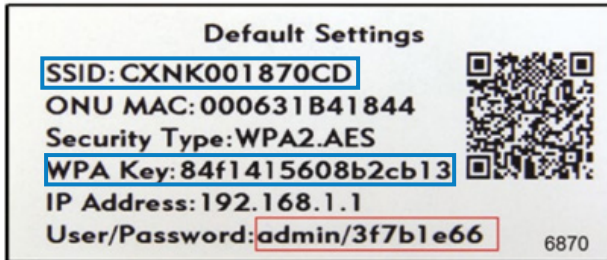 Default Settings
SSID: CXNK001870CD
ONU MAC: 000631B41844
Security Type: WPA2.AES
WPA Key: 84f1415608b2cb13
IP Address: 192.168.1.1
User/Password: admin/3f7b1e66
6870